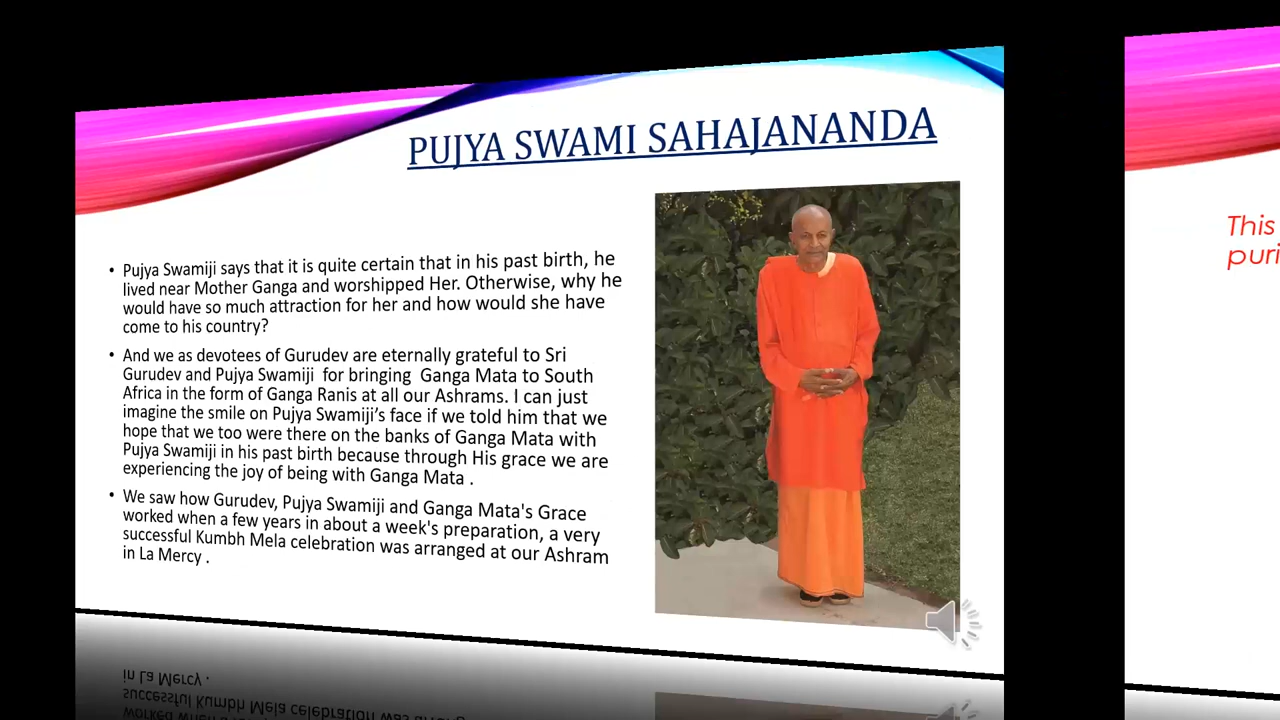 PUJYA SWAMI SAHAJANANDA
• Pujya Swamiji says that it is quite certain that in his past birth, he
lived near Mother Ganga and worshipped Her. Otherwise, why he
would have so much attraction for her and how would she have
come to his country?
• And we as devotees of Gurudev are eternally grateful to Sri
Gurudev and Pujya Swamiji for bringing Ganga Mata to South
Africa in the form of Ganga Ranis at all our Ashrams. I can just
imagine the smile on Pujya Swamiji’s face if we told him that we
hope that we too were there on the banks of Ganga Mata with
Pujya Swamiji in his past birth because through His grace we are
experiencing the joy of being with Ganga Mata .
• We saw how Gurudev, Pujya Swamiji and Ganga Mata's Grace
worked when a few years in about a week's preparation, a very
successful Kumbh Mela celebration was arranged at our Ashram
in La Mercy .
This
puri